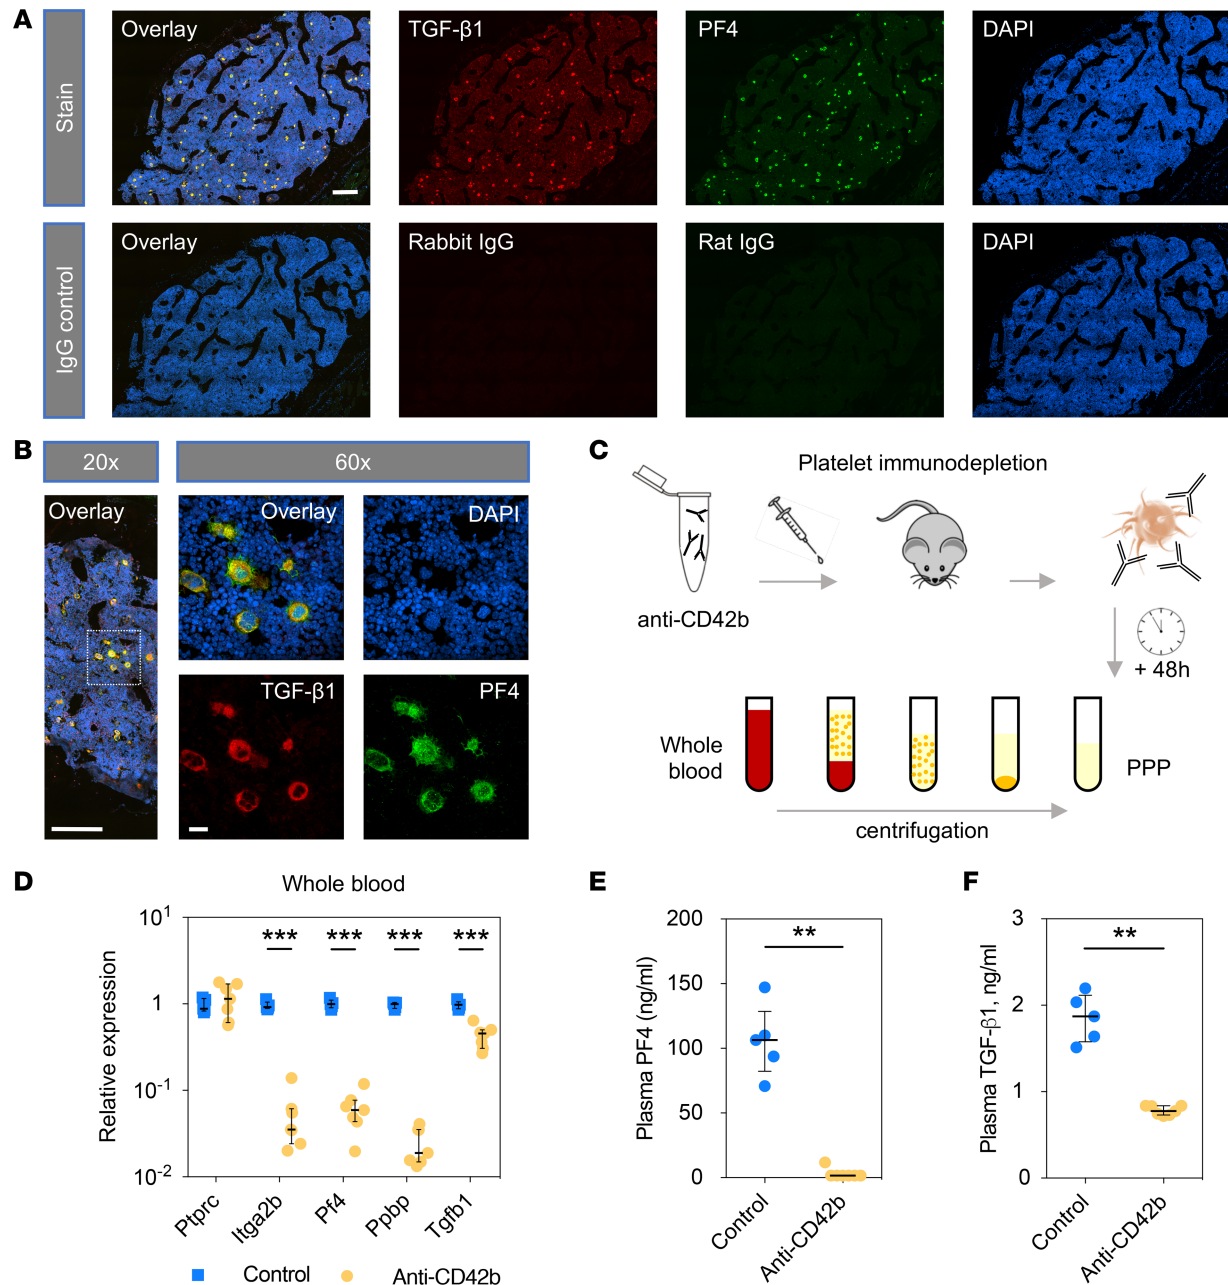 A
Stain
Overlay
TGF-β1
PF4
DAPI
IgG control
Overlay
Rabbit IgG
Rat IgG
DAPI
B
20x
60x
Overlay
Overlay
DAPI
TGF-β1
PF4
C
Platelet immunodepletion
anti-CD42b
+ 48h
Whole
blood
PPP
centrifugation
D
Whole blood
Relative expression
10¹
1
10⁻¹
10⁻²
***
***
***
***
Ptprc
Itga2b
Pf4
Ppbp
Tgfb1
Control
Anti-CD42b
E
Plasma PF4 (ng/ml)
200
150
100
50
0
**
Control
Anti-CD42b
F
Plasma TGF-β1, ng/ml
3
2
1
0
**
Control
Anti-CD42b